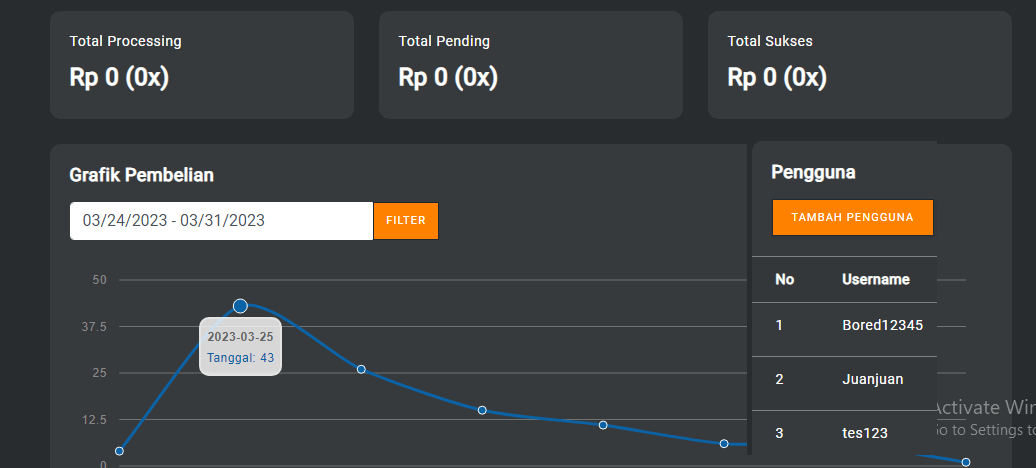 Total Processing
Rp 0 (0x)
Total Pending
Rp 0 (0x)
Total Sukses
Rp 0 (0x)
Grafik Pembelian
03/24/2023 - 03/31/2023
FILTER
50
37.5
25
12.5
0
2023-03-25
Tanggal: 43
Pengguna
TAMBAH PENGGUNA
No Username
1 Bored12345
2 Juanjuan
3 tes123
Activate Win
Go to Settings to